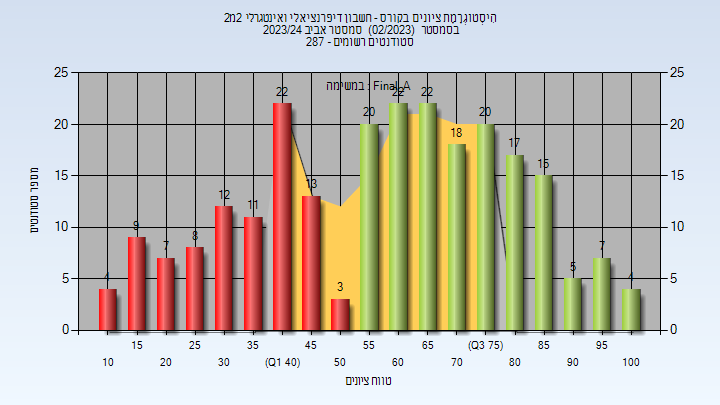 הִיסְטוֹגְרָמַת ציונים בקורס - חשבון דיפרנציאלי ואינטגרלי 2מ2
בסמסטר (02/2023) סמסטר אביב 2023/24
סטודנטים רשומים - 287
במשימה : Final_A
מספר סטודנטים
25 20 15 10 5 0
4 9 7 8 12 11 22 13 3 20 22 22 18 20 17 15 5 7 4
25 20 15 10 5 0
15 25 35 45 55 65 (Q3 75) 85 95
10 20 30 (Q1 40) 50 60 70 80 90 100
טווח ציונים